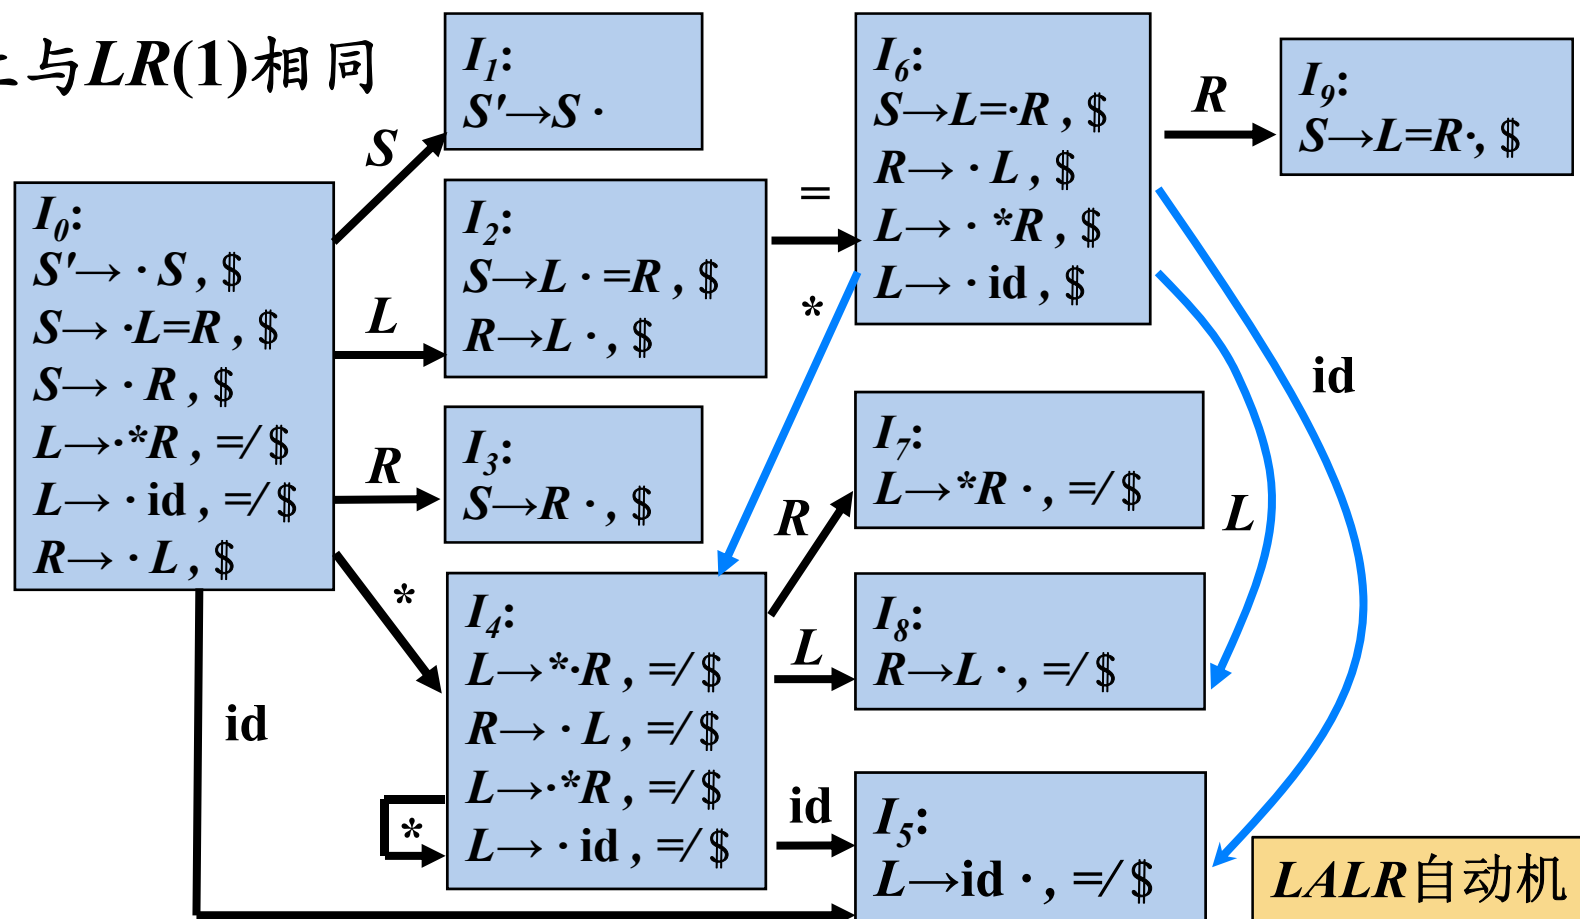 与LR(1)相同
I0:
S'→ · S , $
S→ ·L=R , $
S→ · R , $
L→·*R , =/ $
L→ · id , =/ $
R→ · L , $
S
L
R
*
id
I1:
S'→S ·
I2:
S→L · =R , $
R→L · , $
I3:
S→R · , $
I4:
L→*·R , =/ $
R→ · L , =/ $
L→·*R , =/ $
L→ · id , =/ $
*
=
*
R
L
id
I6:
S→L=·R , $
R→ · L , $
L→ · *R , $
L→ · id , $
I7:
L→*R · , =/ $
I8:
R→L · , =/ $
I5:
L→id · , =/ $
R
id
L
I9:
S→L=R·, $
LALR自动机